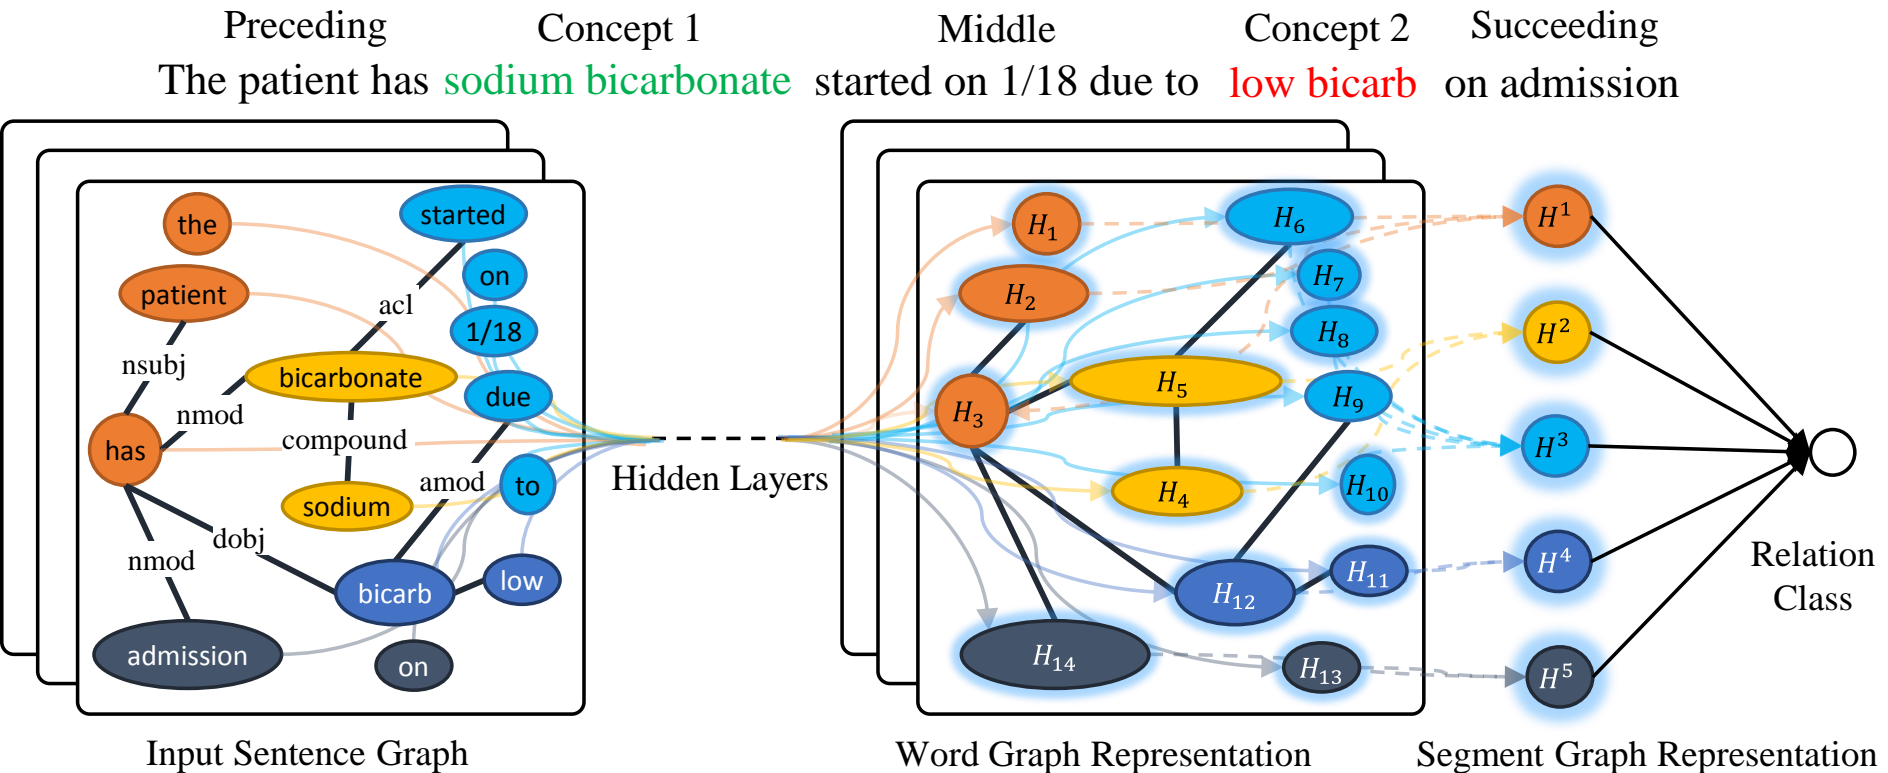 Preceding Concept 1 Middle Concept 2 Succeeding
The patient has sodium bicarbonate started on 1/18 due to low bicarb on admission
the
started
on
patient
acl
1/18
nsubj
bicarbonate
nmod
due
compound
has
amod
to
sodium
dobj
nmod
low
bicarb
admission
on
Input Sentence Graph
Hidden Layers
H₁
H₆
H₇
H₂
H₈
H₅
H₉
H₃
H₄
H₁₀
H₁₁
H₁₂
H₁₄
H₁₃
Word Graph Representation
H¹
H²
H³
H⁴
H⁵
Segment Graph Representation
Relation
Class